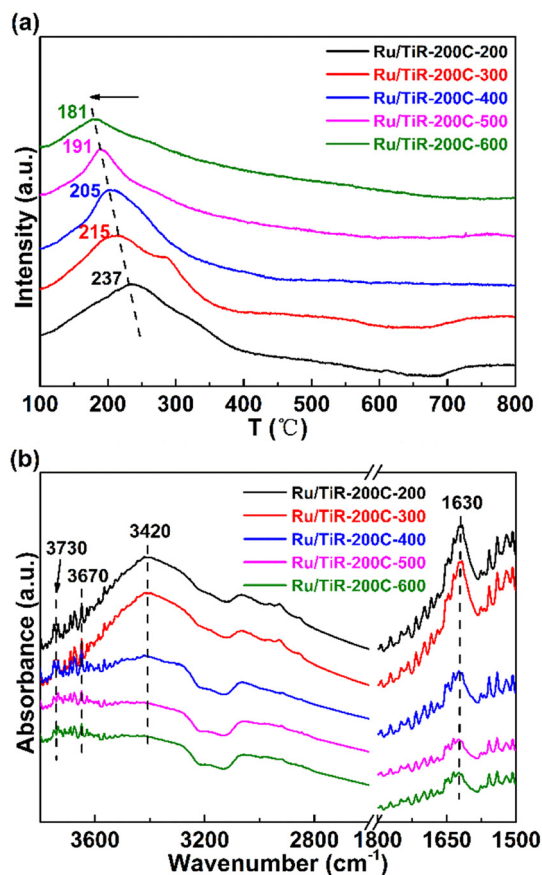 (a)
Ru/TiR-200C-200
Ru/TiR-200C-300
Ru/TiR-200C-400
Ru/TiR-200C-500
Ru/TiR-200C-600
181
191
205
215
237
Intensity (a.u.)
100 200 300 400 500 600 700 800
T (℃)
(b)
Ru/TiR-200C-200
Ru/TiR-200C-300
Ru/TiR-200C-400
Ru/TiR-200C-500
Ru/TiR-200C-600
3730
3670
3420
1630
Absorbance (a.u.)
3600 3200 2800 1800 1650 1500
Wavenumber (cm⁻¹)